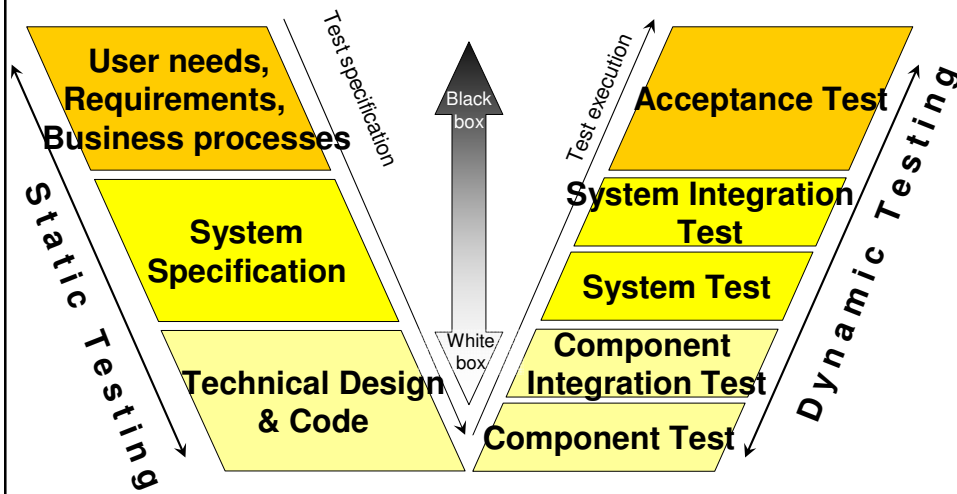 User needs,
Requirements,
Business processes
System
Specification
Technical Design
& Code
Static Testing
Test specification
Black
box
White
box
Test execution
Acceptance Test
System Integration
Test
System Test
Component
Integration Test
Component Test
Dynamic Testing